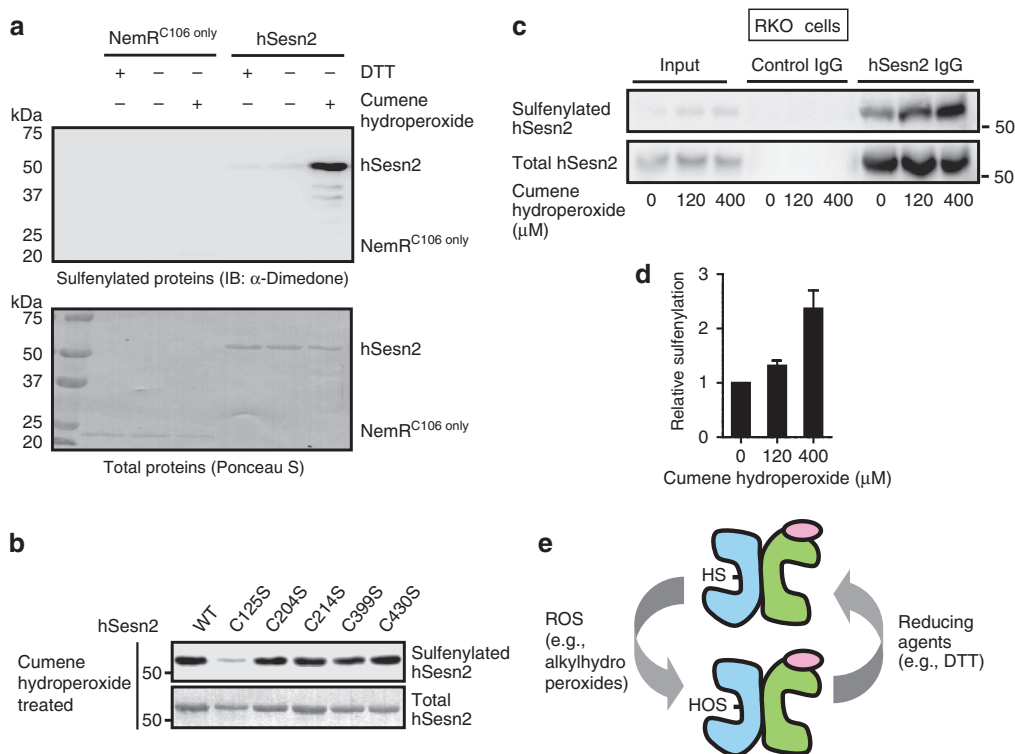 a
NemR^C106 only hSesn2
+ – – + – – DTT
– – + – – + Cumene hydroperoxide
kDa
75
50 hSesn2
37
25
20 NemR^C106 only
Sulfenylated proteins (IB: α-Dimedone)
kDa
75
50 hSesn2
37
25
20 NemR^C106 only
Total proteins (Ponceau S)
b
hSesn2 WT C125S C204S C214S C399S C430S
Cumene
hydroperoxide
treated
50
Sulfenylated
hSesn2
50
Total
hSesn2
c
RKO cells
Input Control IgG hSesn2 IgG
Sulfenylated
hSesn2
50
Total hSesn2
50
Cumene
hydroperoxide
(μM)
0 120 400 0 120 400 0 120 400
d
Relative sulfenylation
3
2
1
0
0 120 400
Cumene hydroperoxide (μM)
e
HS
ROS
(e.g.,
alkylhydro
peroxides)
Reducing
agents
(e.g., DTT)
HOS